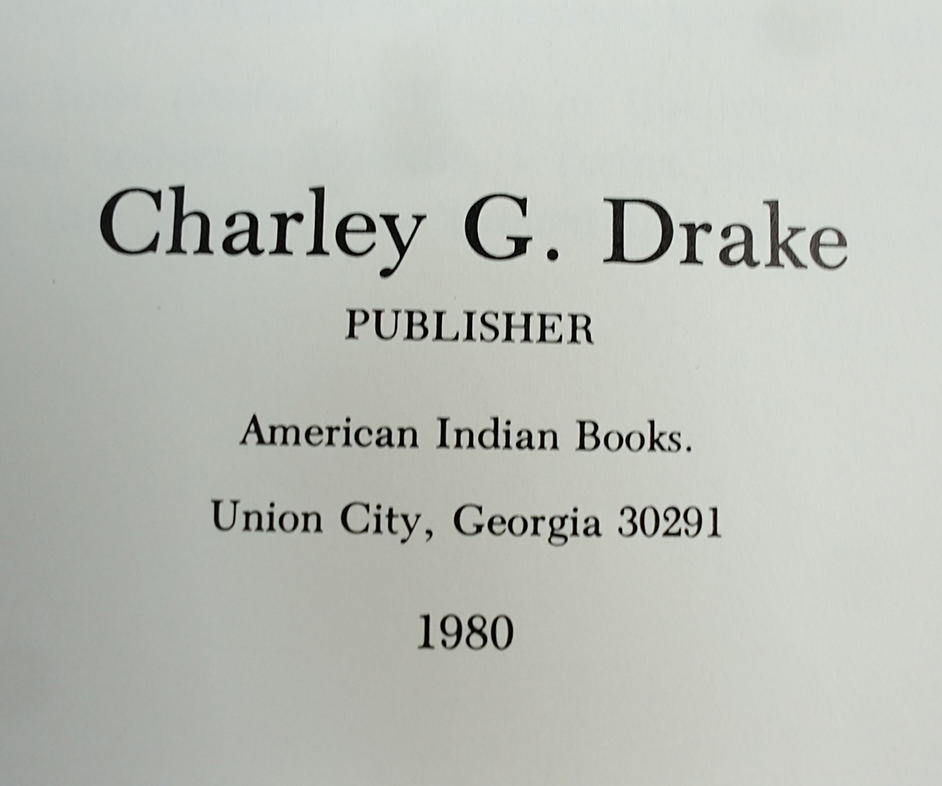 Charley G. Drake
PUBLISHER
American Indian Books.
Union City, Georgia 30291
1980